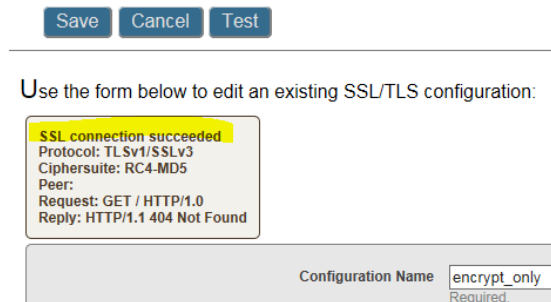 Save Cancel Test
Use the form below to edit an existing SSL/TLS configuration:
SSL connection succeeded
Protocol: TLSv1/SSLv3
Ciphersuite: RC4-MD5
Peer:
Request: GET / HTTP/1.0
Reply: HTTP/1.1 404 Not Found
Configuration Name encrypt_only
Required.